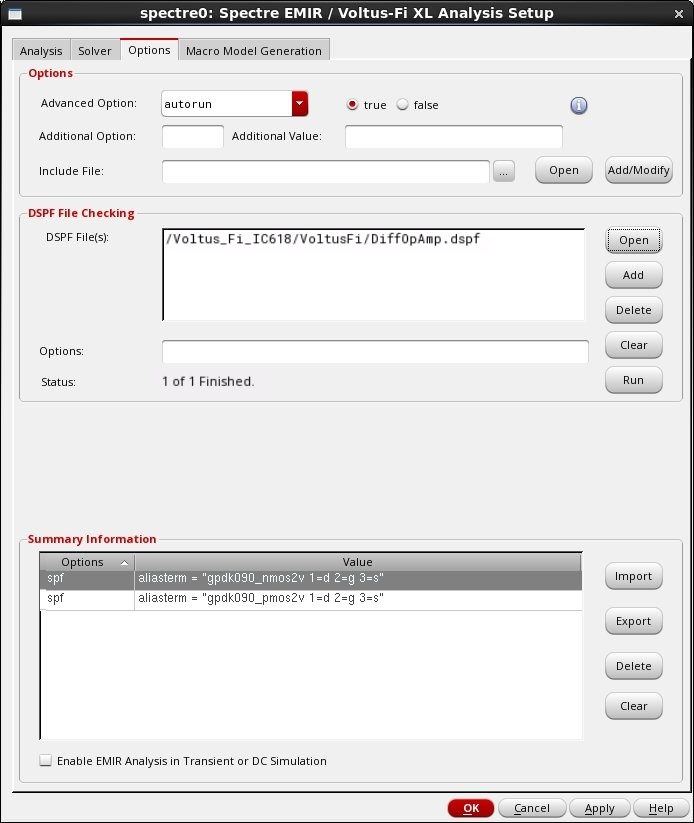 spectre0: Spectre EMIR / Voltus-Fi XL Analysis Setup
Analysis Solver Options Macro Model Generation
Options
Advanced Option: autorun true false
Additional Option: Additional Value:
Include File: ... Open Add/Modify
DSPF File Checking
DSPF File(s): /Voltus_Fi_IC618/VoltusFi/DiffOpAmp.dspf Open
Add
Delete
Options: Clear
Status: 1 of 1 Finished. Run
Summary Information
Options Value
spf aliasterm = "gpdk090_nmos2v 1=d 2=g 3=s" Import
spf aliasterm = "gpdk090_pmos2v 1=d 2=g 3=s"
Export
Delete
Clear
Enable EMIR Analysis in Transient or DC Simulation
OK Cancel Apply Help